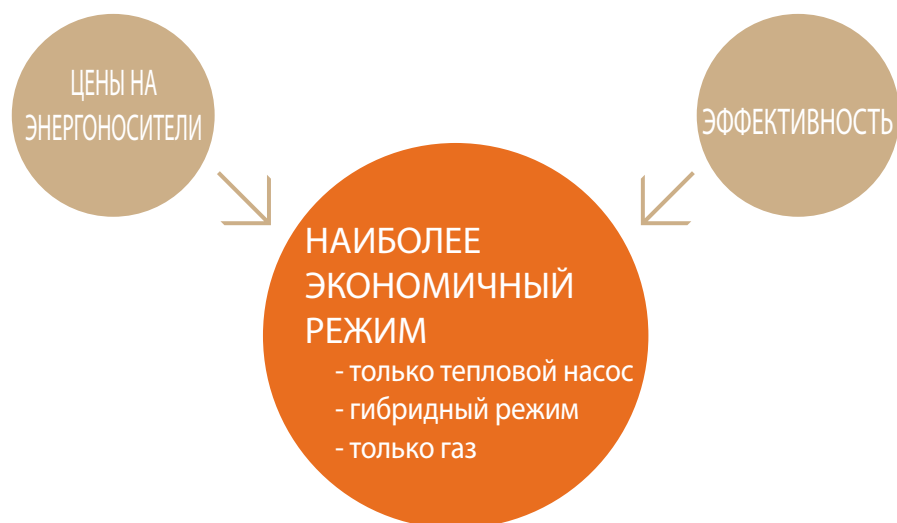 ЦЕНЫ НА
ЭНЕРГОНОСИТЕЛИ
ЭФФЕКТИВНОСТЬ
НАИБОЛЕЕ
ЭКОНОМИЧНЫЙ
РЕЖИМ
- только тепловой насос
- гибридный режим
- только газ